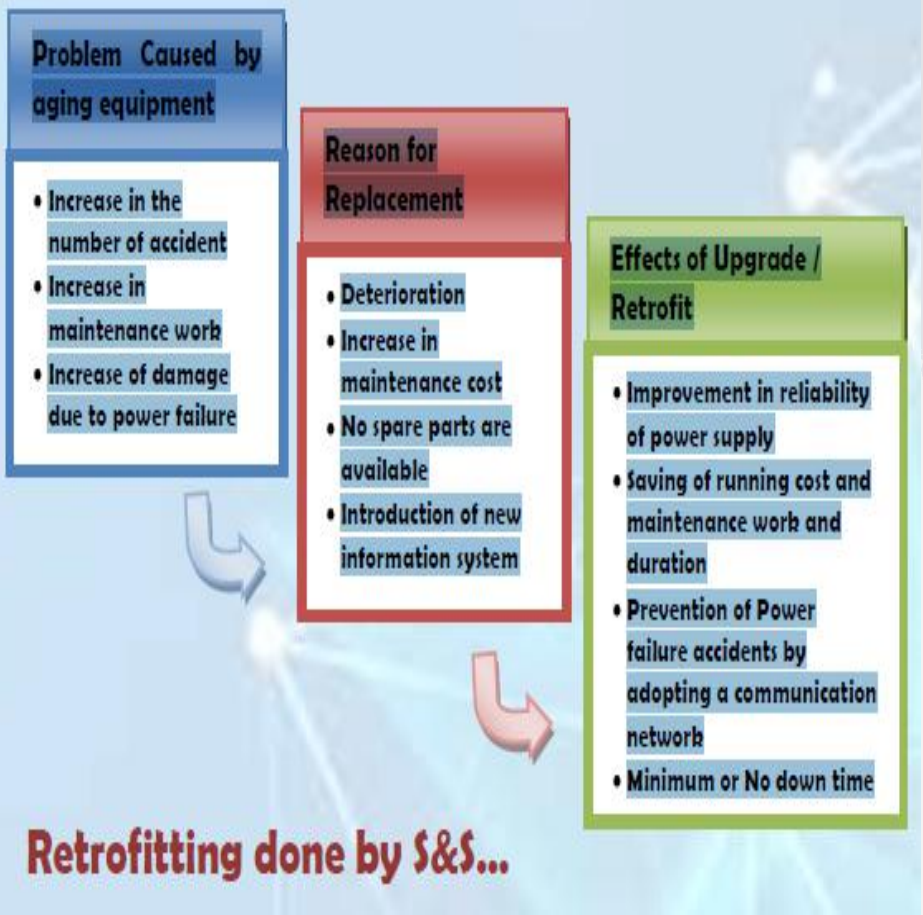 Problem Caused by
aging equipment
• Increase in the
number of accident
• Increase in
maintenance work
• Increase of damage
due to power failure
Reason for
Replacement
• Deterioration
• Increase in
maintenance cost
• No spare parts are
available
• Introduction of new
information system
Effects of Upgrade /
Retrofit
• Improvement in reliability
of power supply
• Saving of running cost and
maintenance work and
duration
• Prevention of Power
failure accidents by
adopting a communication
network
• Minimum or No down time
Retrofitting done by S&S...